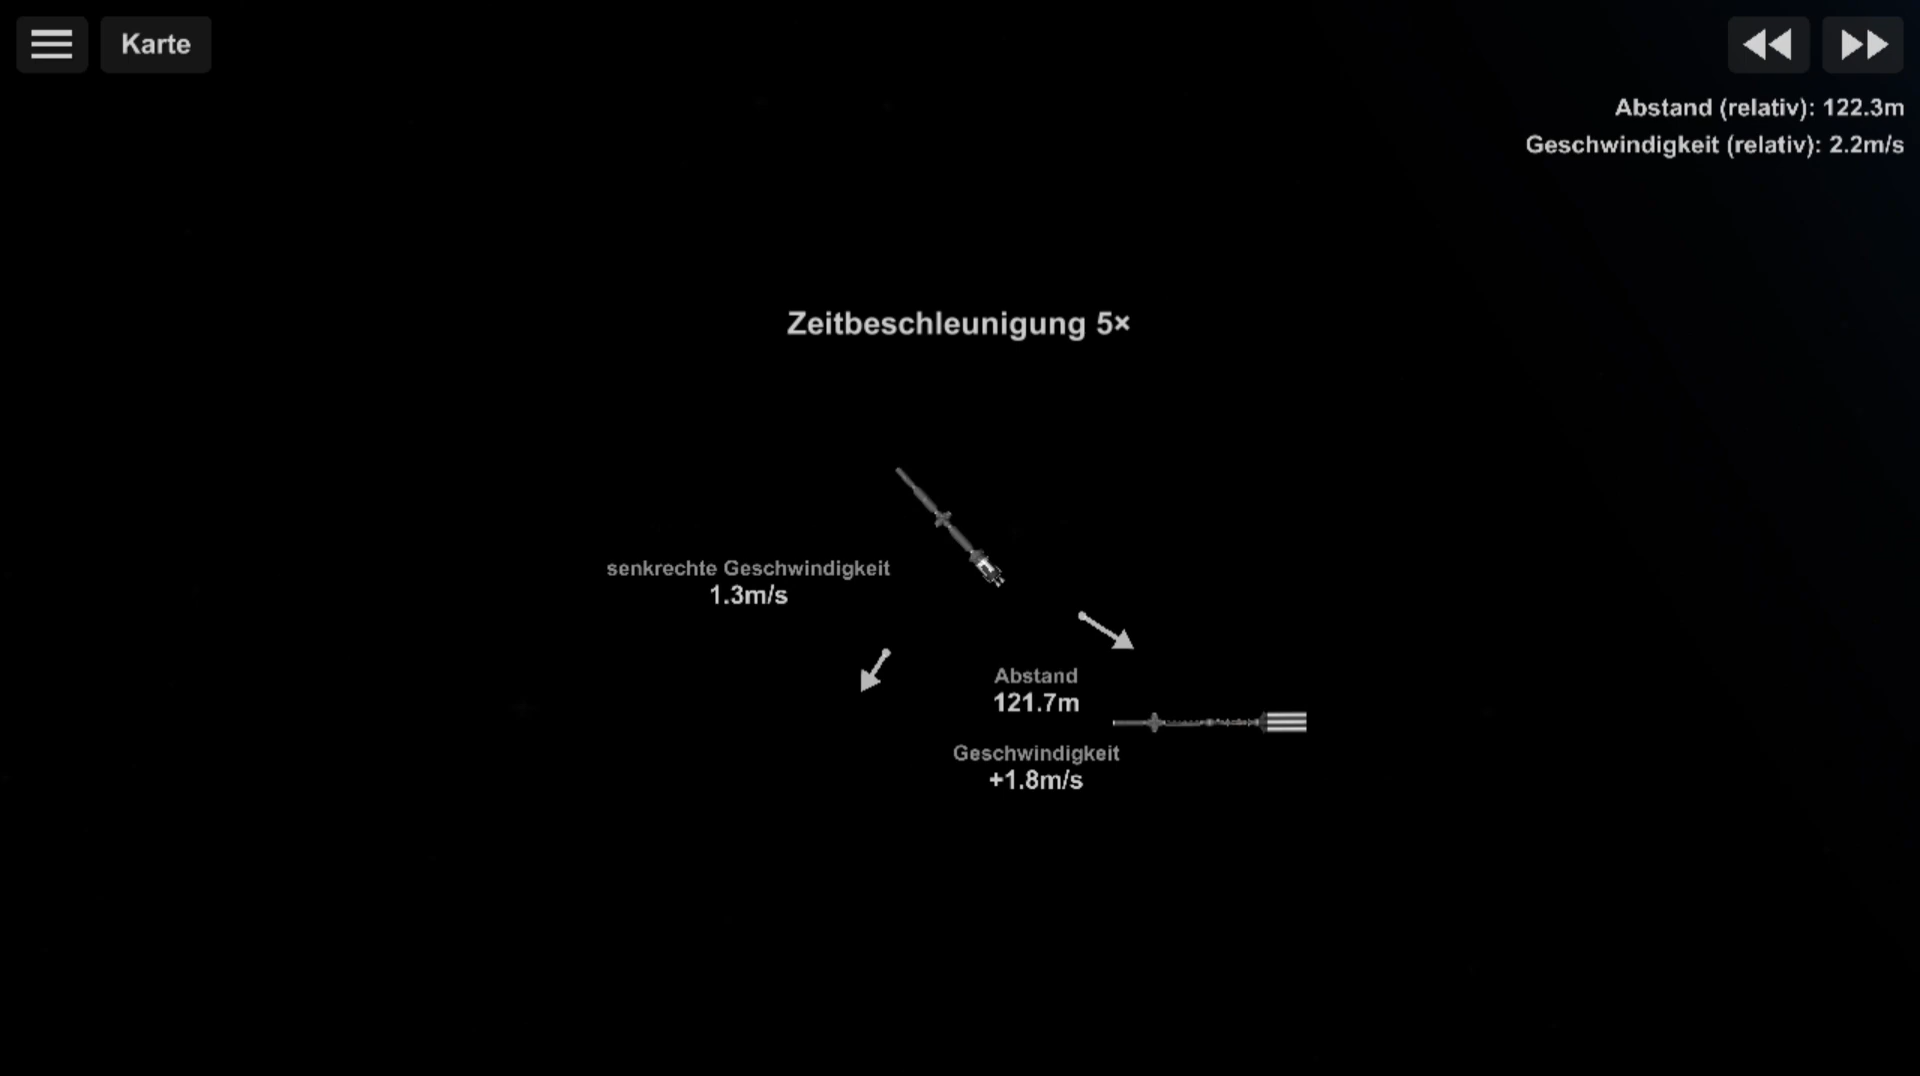 Karte
Abstand (relativ): 122.3m
Geschwindigkeit (relativ): 2.2m/s
Zeitbeschleunigung 5×
senkrechte Geschwindigkeit
1.3m/s
Abstand
121.7m
Geschwindigkeit
+1.8m/s